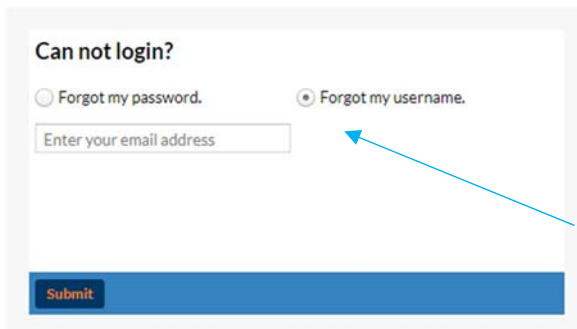 Can not login?
Forgot my password. Forgot my username.
Enter your email address
Submit